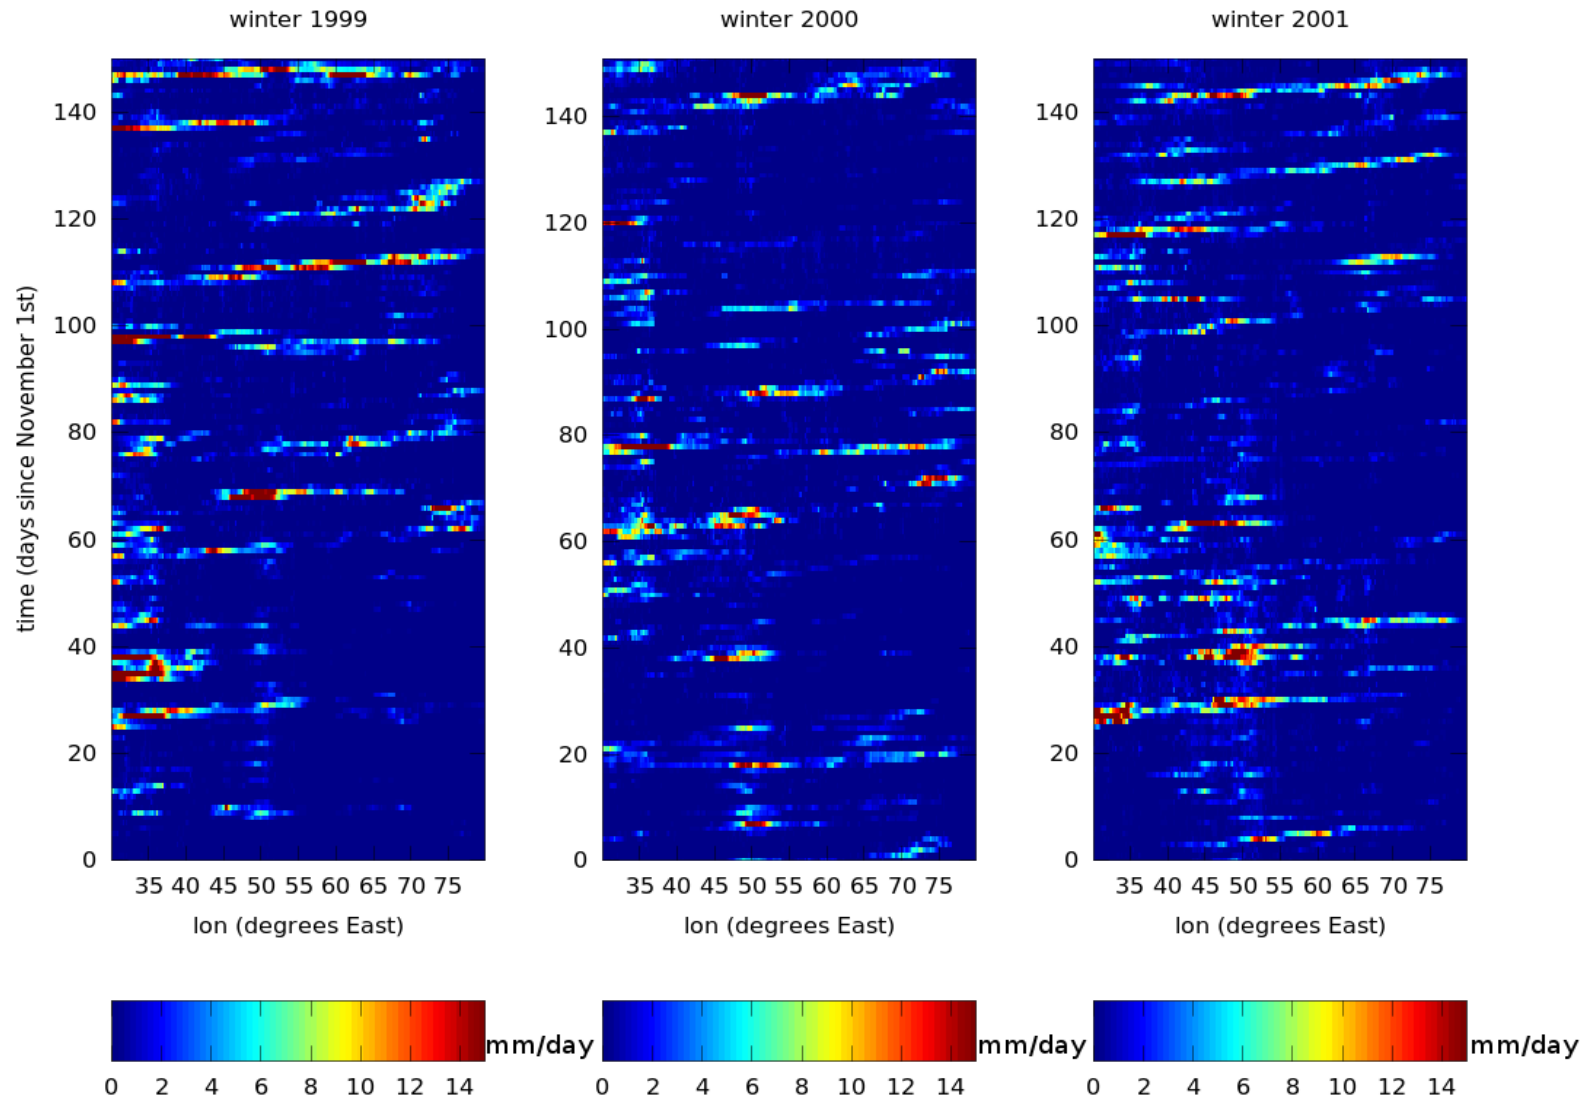 winter 1999
winter 2000
winter 2001
time (days since November 1st)
140
120
100
80
60
40
20
0
140
120
100
80
60
40
20
0
140
120
100
80
60
40
20
0
35 40 45 50 55 60 65 70 75
35 40 45 50 55 60 65 70 75
35 40 45 50 55 60 65 70 75
lon (degrees East)
lon (degrees East)
lon (degrees East)
mm/day
mm/day
mm/day
0 2 4 6 8 10 12 14
0 2 4 6 8 10 12 14
0 2 4 6 8 10 12 14